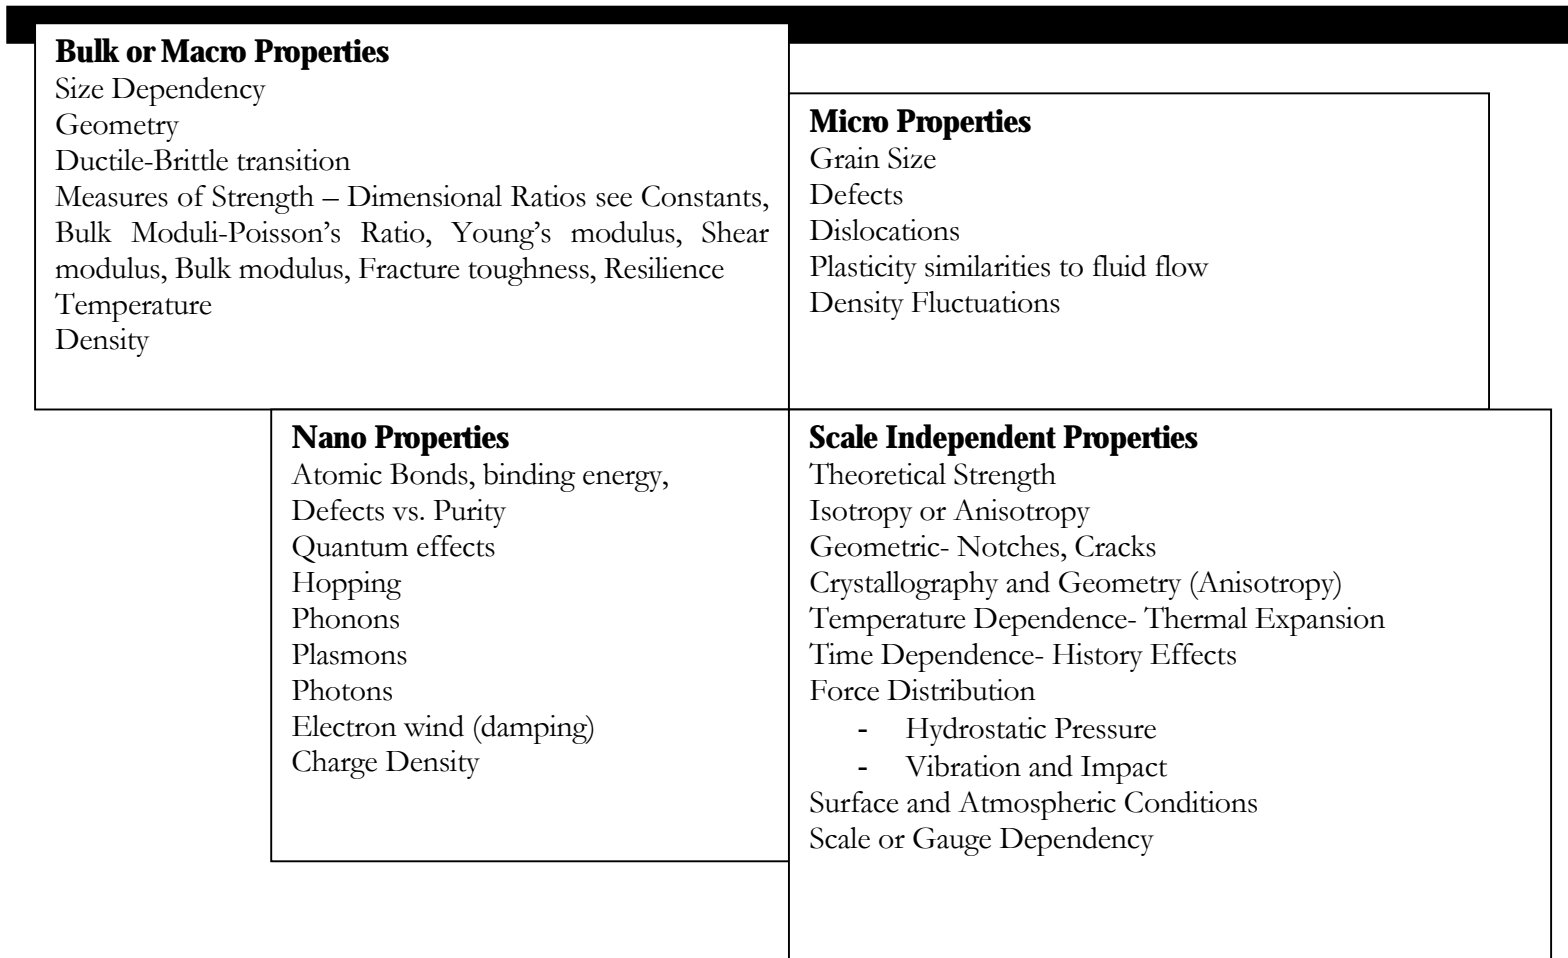 Bulk or Macro Properties
Size Dependency
Geometry
Ductile-Brittle transition
Measures of Strength – Dimensional Ratios see Constants,
Bulk Moduli-Poisson's Ratio, Young's modulus, Shear
modulus, Bulk modulus, Fracture toughness, Resilience
Temperature
Density
Micro Properties
Grain Size
Defects
Dislocations
Plasticity similarities to fluid flow
Density Fluctuations
Nano Properties
Atomic Bonds, binding energy,
Defects vs. Purity
Quantum effects
Hopping
Phonons
Plasmons
Photons
Electron wind (damping)
Charge Density
Scale Independent Properties
Theoretical Strength
Isotropy or Anisotropy
Geometric- Notches, Cracks
Crystallography and Geometry (Anisotropy)
Temperature Dependence- Thermal Expansion
Time Dependence- History Effects
Force Distribution
- Hydrostatic Pressure
- Vibration and Impact
Surface and Atmospheric Conditions
Scale or Gauge Dependency